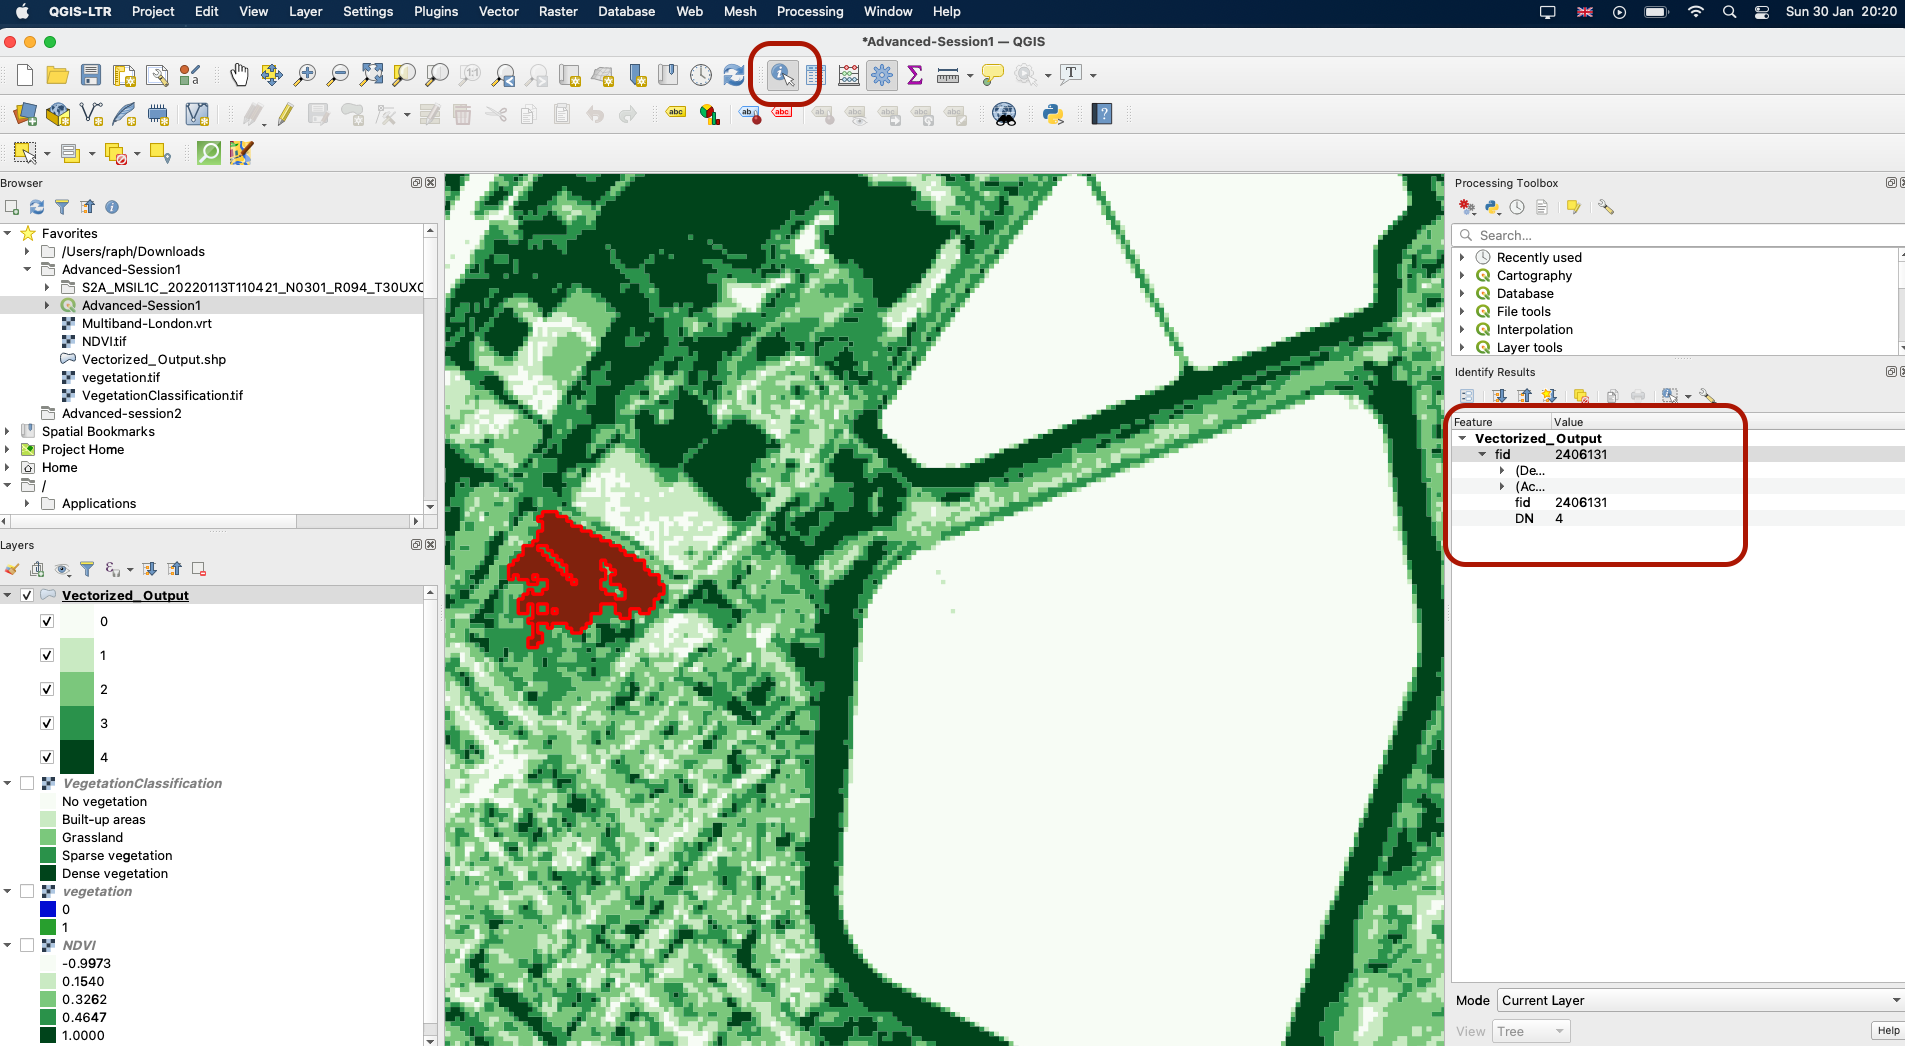 QGIS-LTR Project Edit View Layer Settings Plugins Vector Raster Database Web Mesh Processing Window Help Sun 30 Jan 20:20
*Advanced-Session1 — QGIS
1:1
T
abc ab abc
?
Browser
Favorites
/Users/raph/Downloads
Advanced-Session1
S2A_MSIL1C_20220113T110421_N0301_R094_T30UXC
Advanced-Session1
Multiband-London.vrt
NDVI.tif
Vectorized_Output.shp
vegetation.tif
VegetationClassification.tif
Advanced-session2
Spatial Bookmarks
Project Home
Home
/
Applications
Layers
Vectorized_Output
0
1
2
3
4
VegetationClassification
No vegetation
Built-up areas
Grassland
Sparse vegetation
Dense vegetation
vegetation
0
1
NDVI
-0.9973
0.1540
0.3262
0.4647
1.0000
Processing Toolbox
Search...
Recently used
Cartography
Database
File tools
Interpolation
Layer tools
Identify Results
Feature Value
Vectorized_Output
fid 2406131
(De...
(Ac...
fid 2406131
DN 4
Mode Current Layer
View Tree Help